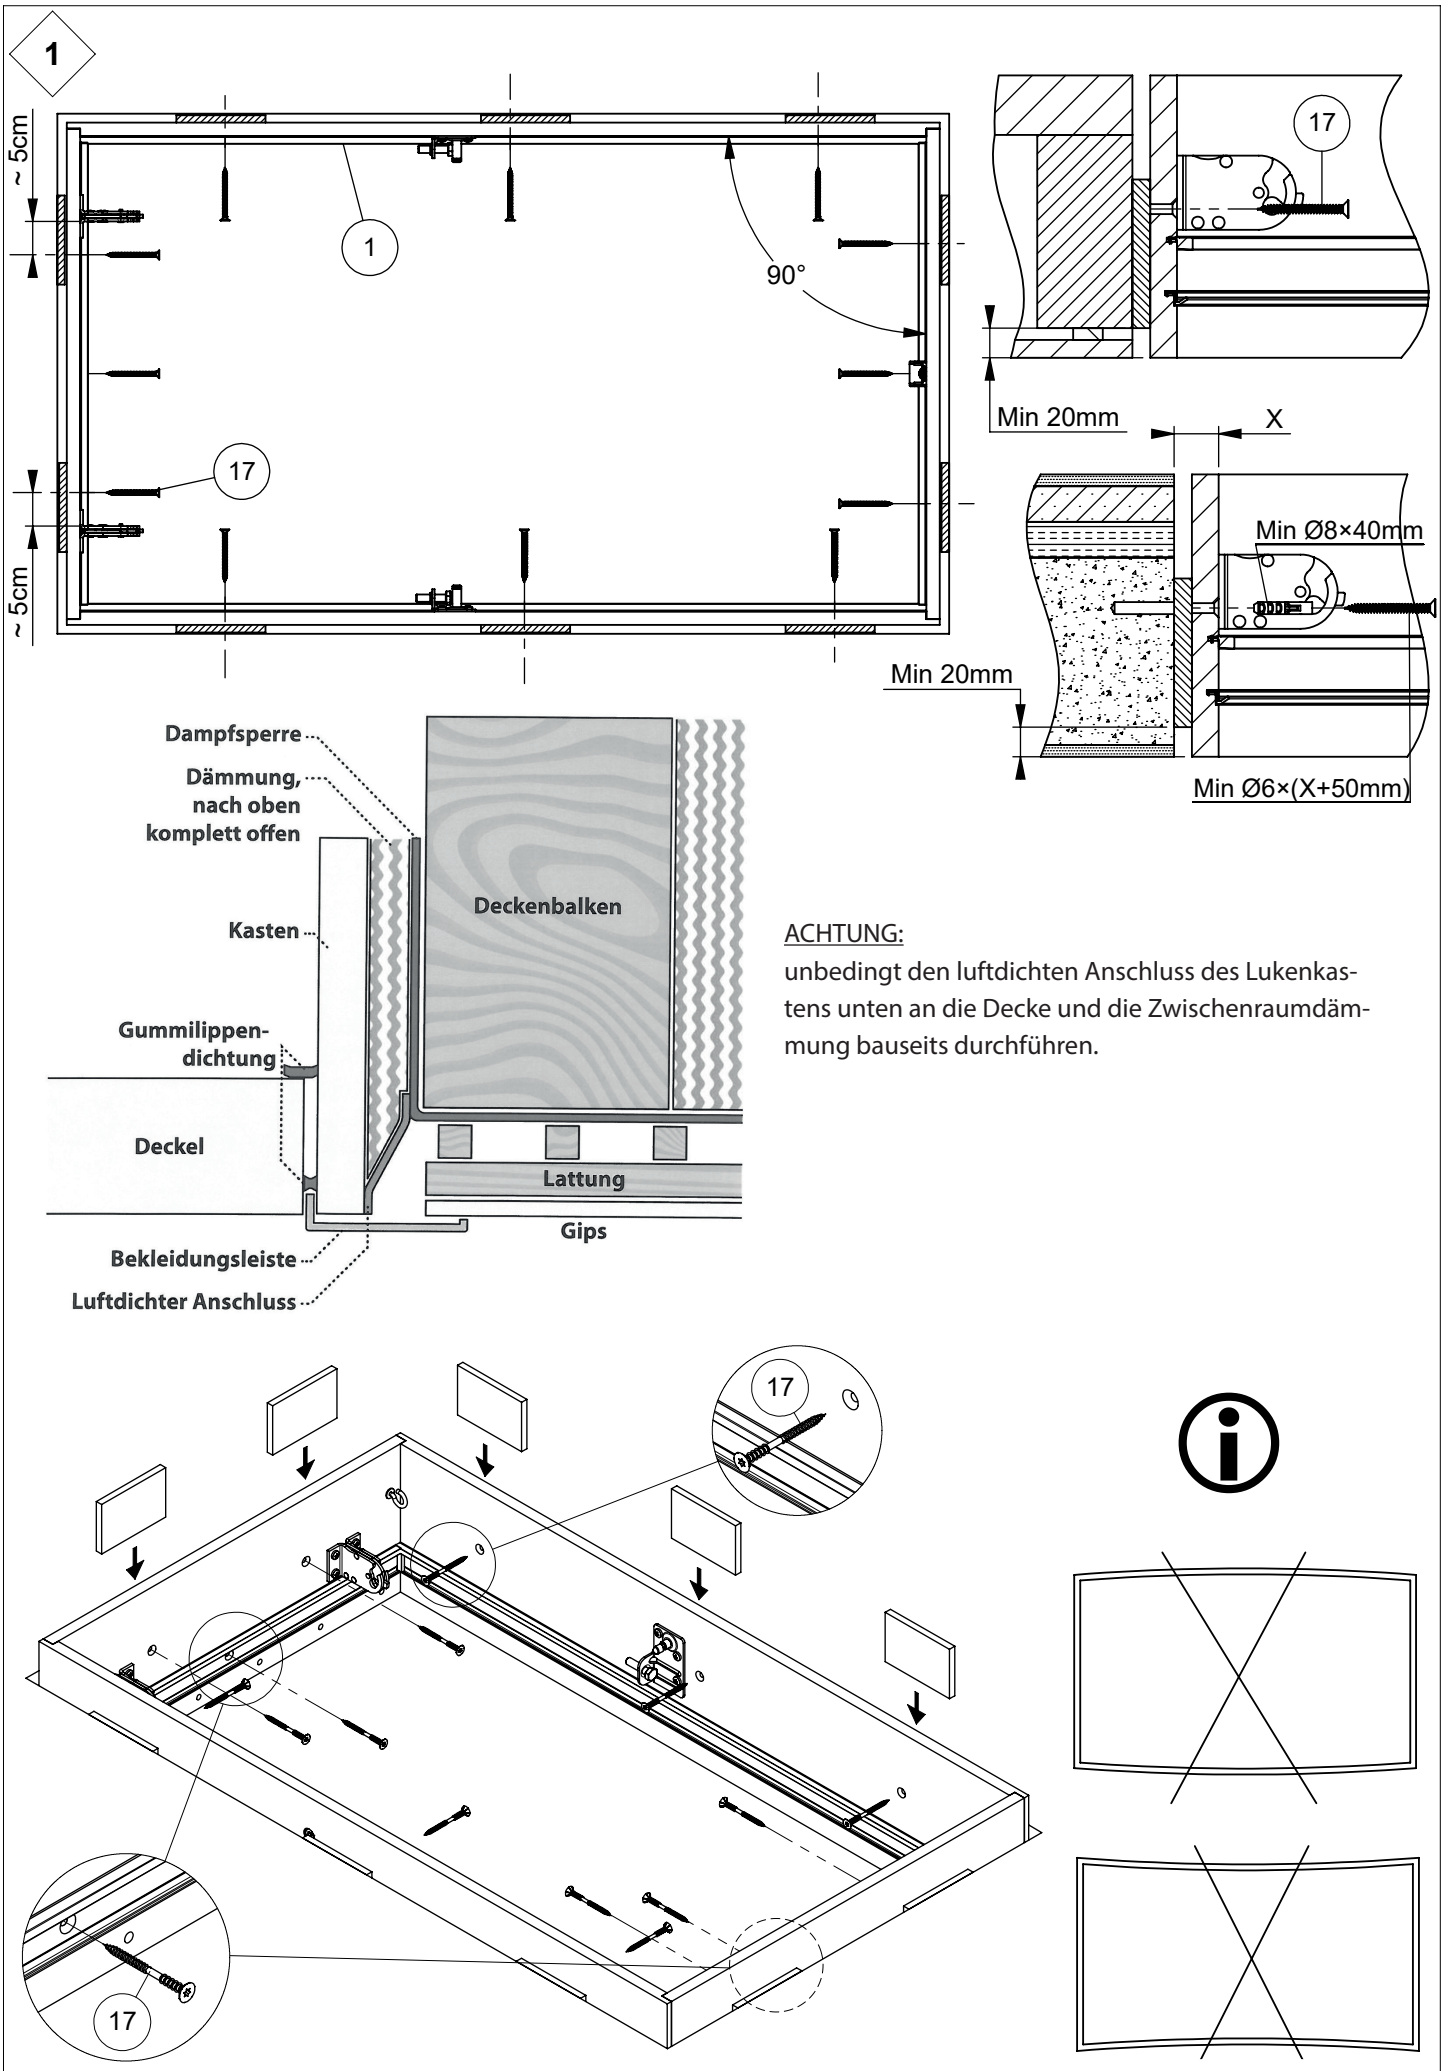 1
~ 5cm
1
90°
17
~ 5cm
17
Min 20mm
X
Min Ø8×40mm
Min 20mm
Min Ø6×(X+50mm)
Dampfsperre
Dämmung,
nach oben
komplett offen
Kasten
Deckenbalken
Gummilippen-
dichtung
Deckel
Lattung
Gips
Bekleidungsleiste
Luftdichter Anschluss
ACHTUNG:
unbedingt den luftdichten Anschluss des Lukenkas-
tens unten an die Decke und die Zwischenraumdäm-
mung bauseits durchführen.
17
i
17